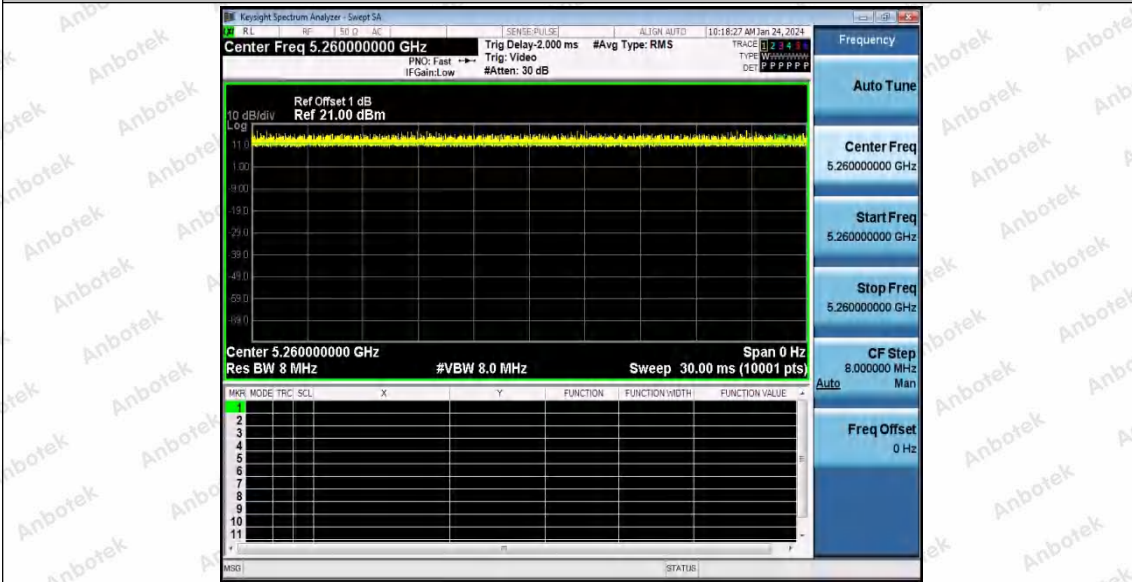 Keysight Spectrum Analyzer - Swept SA
RL RF 50 Ω AC SENSE:PULSE ALIGN AUTO 10:18:27 AM Jan 24, 2024
Center Freq 5.260000000 GHz
PNO: Fast
IFGain:Low
Trig Delay-2.000 ms
Trig: Video
#Atten: 30 dB
#Avg Type: RMS
TRACE 1 2 3 4 5 6
TYPE W
DET P P P P P P
Ref Offset 1 dB
10 dB/div Ref 21.00 dBm
Log
11.0
1.00
-9.00
-19.0
-29.0
-39.0
-49.0
-59.0
-69.0
Center 5.260000000 GHz Span 0 Hz
Res BW 8 MHz #VBW 8.0 MHz Sweep 30.00 ms (10001 pts)
MKR MODE TRC SCL X Y FUNCTION FUNCTION WIDTH FUNCTION VALUE
1
2
3
4
5
6
7
8
9
10
11
MSG STATUS
Frequency
Auto Tune
Center Freq
5.260000000 GHz
Start Freq
5.260000000 GHz
Stop Freq
5.260000000 GHz
CF Step
8.000000 MHz
Auto Man
Freq Offset
0 Hz
Anbotek